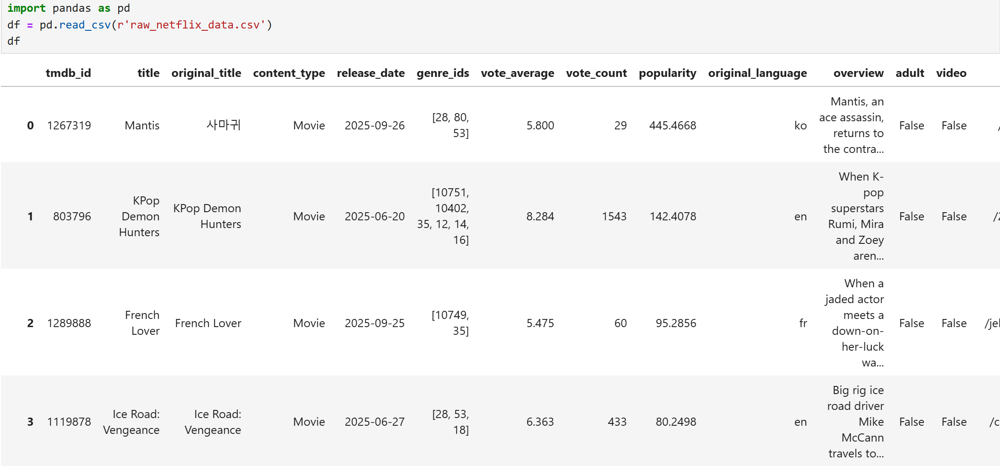 import pandas as pd
df = pd.read_csv(r'raw_netflix_data.csv')
df
tmdb_id title original_title content_type release_date genre_ids vote_average vote_count popularity original_language overview adult video
0 1267319 Mantis 사마귀 Movie 2025-09-26 [28, 80, 53] 5.800 29 445.4668 ko Mantis, an ace assassin, returns to the contra... False False /
1 803796 KPop Demon Hunters KPop Demon Hunters Movie 2025-06-20 [10751, 10402, 35, 12, 14, 16] 8.284 1543 142.4078 en When K-pop superstars Rumi, Mira and Zoey aren... False False /2
2 1289888 French Lover French Lover Movie 2025-09-25 [10749, 35] 5.475 60 95.2856 fr When a jaded actor meets a down-on-her-luck wa... False False /jel
3 1119878 Ice Road: Vengeance Ice Road: Vengeance Movie 2025-06-27 [28, 53, 18] 6.363 433 80.2498 en Big rig ice road driver Mike McCann travels to... False False /c